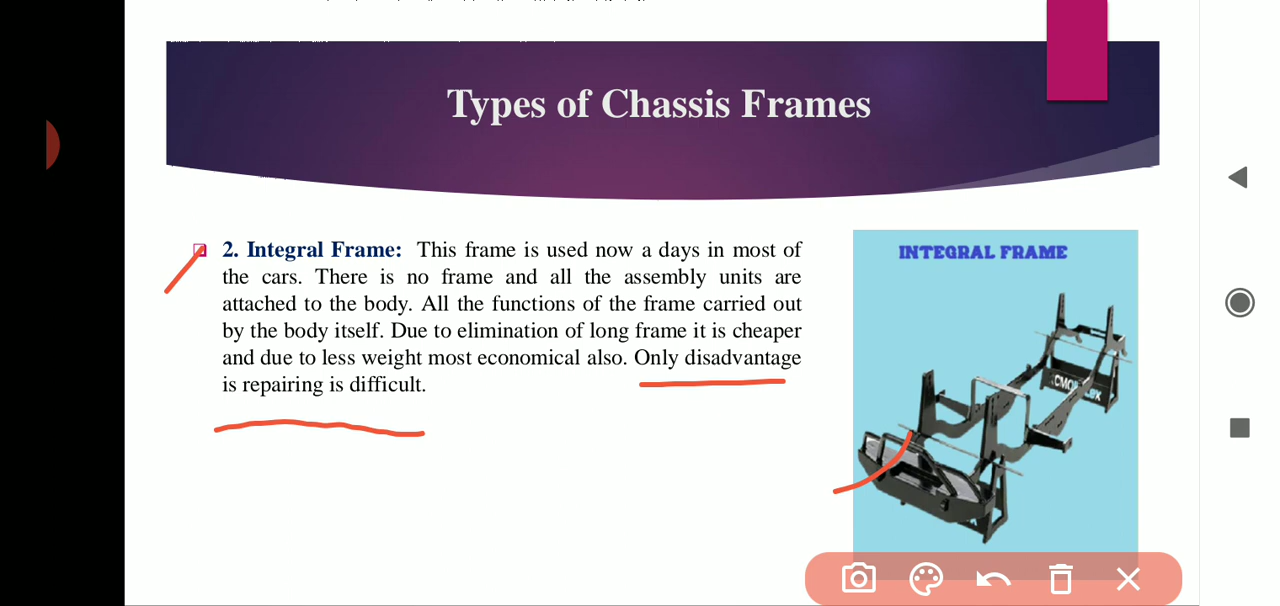 Types of Chassis Frames
2. Integral Frame: This frame is used now a days in most of
the cars. There is no frame and all the assembly units are
attached to the body. All the functions of the frame carried out
by the body itself. Due to elimination of long frame it is cheaper
and due to less weight most economical also. Only disadvantage
is repairing is difficult.
INTEGRAL FRAME